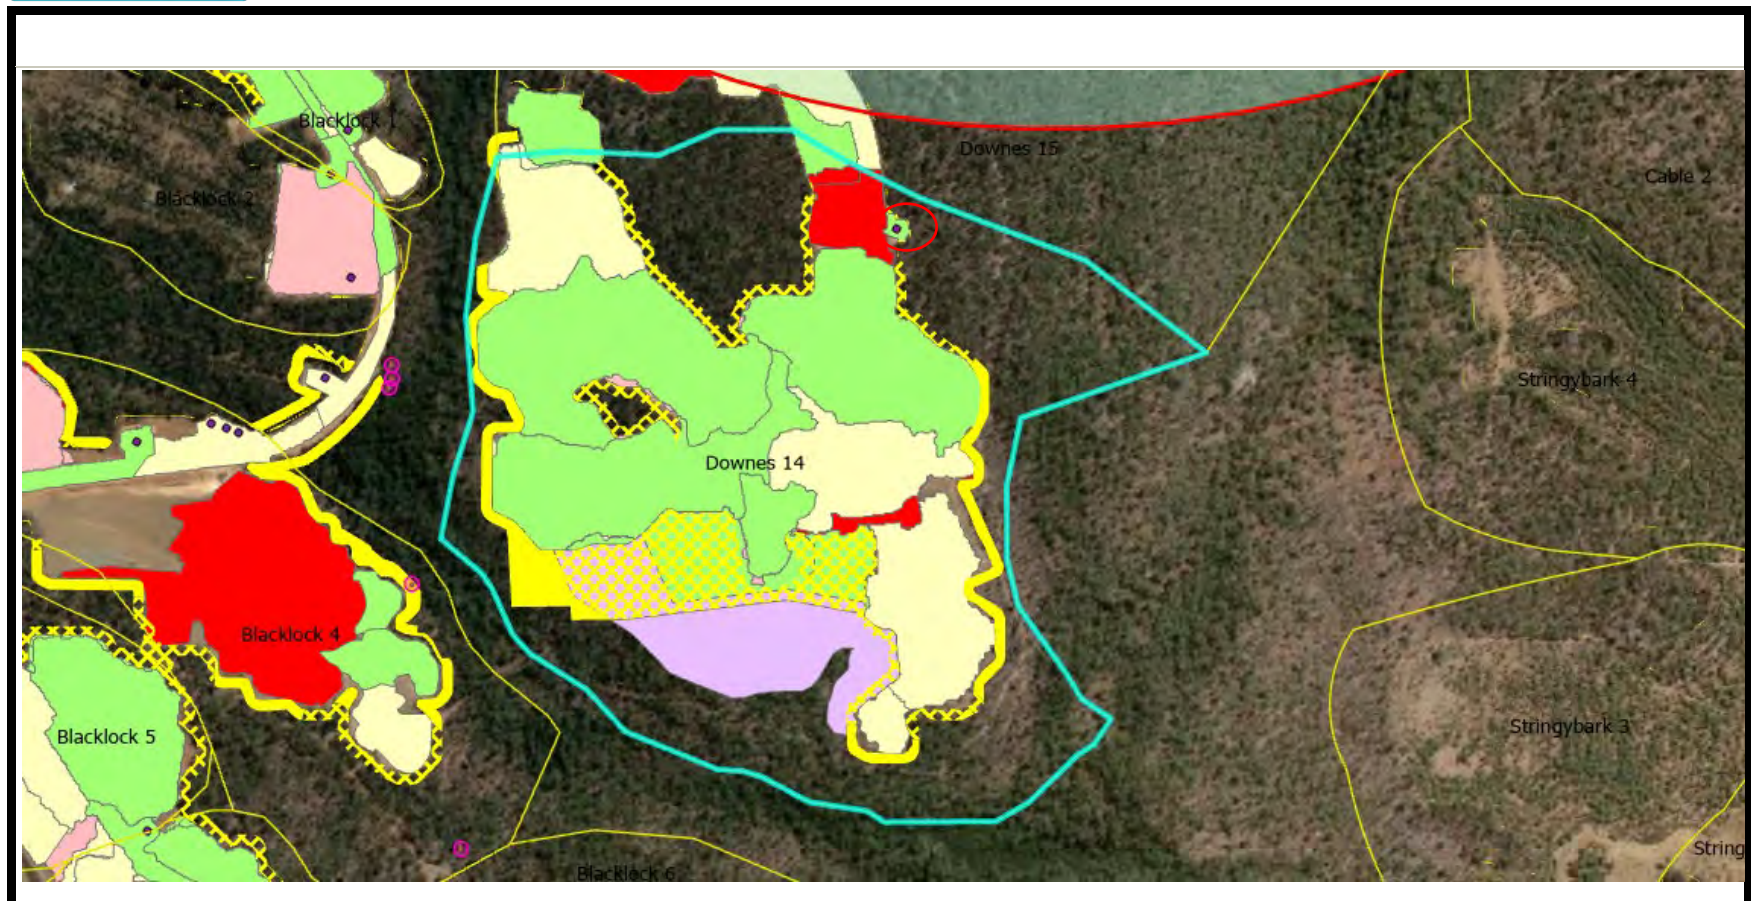 Blacklock 1
Downes 15
Cable 2
Blacklock 2
Stringybark 4
Downes 14
Blacklock 4
Stringybark 3
Blacklock 5
String
Blacklock 6